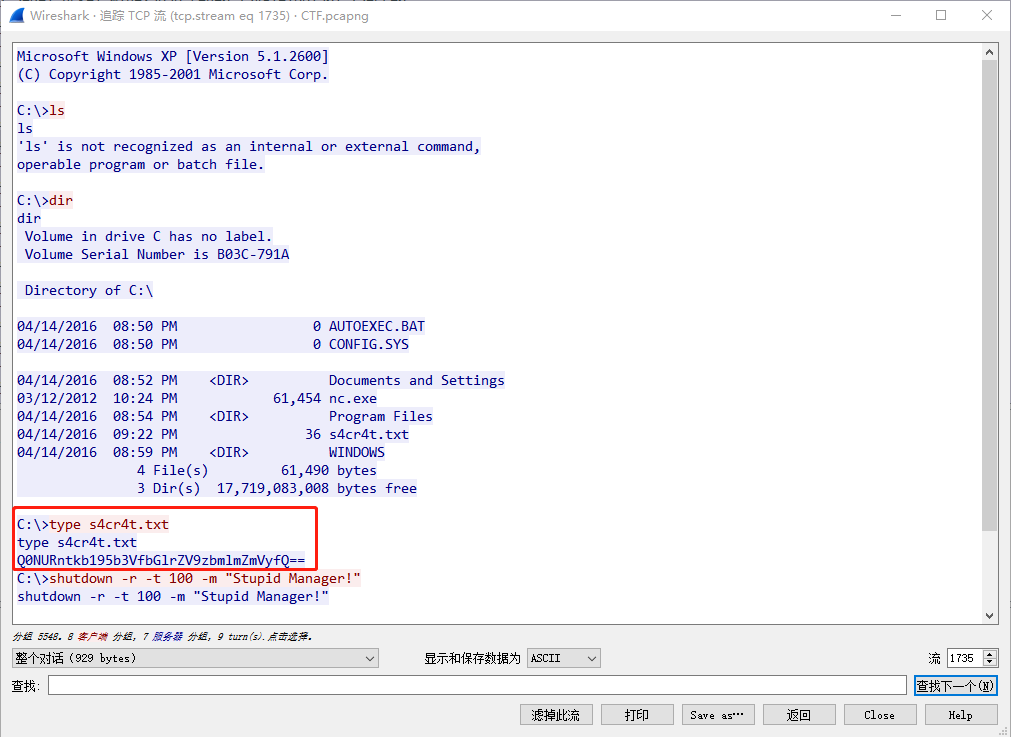 Wireshark · 追踪 TCP 流 (tcp.stream eq 1735) · CTF.pcapng
Microsoft Windows XP [Version 5.1.2600]
(C) Copyright 1985-2001 Microsoft Corp.
C:\>ls
ls
'ls' is not recognized as an internal or external command,
operable program or batch file.
C:\>dir
dir
Volume in drive C has no label.
Volume Serial Number is B03C-791A
Directory of C:\
04/14/2016  08:50 PM                 0 AUTOEXEC.BAT
04/14/2016  08:50 PM                 0 CONFIG.SYS
04/14/2016  08:52 PM    <DIR>          Documents and Settings
03/12/2012  10:24 PM            61,454 nc.exe
04/14/2016  08:54 PM    <DIR>          Program Files
04/14/2016  09:22 PM                36 s4cr4t.txt
04/14/2016  08:59 PM    <DIR>          WINDOWS
4 File(s)         61,490 bytes
3 Dir(s)  17,719,083,008 bytes free
C:\>type s4cr4t.txt
type s4cr4t.txt
Q0NURntkb195b3VfbGlrZV9zbmlmZmVyfQ==
C:\>shutdown -r -t 100 -m "Stupid Manager!"
shutdown -r -t 100 -m "Stupid Manager!"
分组 5548。8 客户端 分组, 7 服务器 分组, 9 turn(s).点击选择。
整个对话 (929 bytes)
显示和保存数据为 ASCII
流 1735
查找:
查找下一个(N)
滤掉此流
打印
Save as…
返回
Close
Help